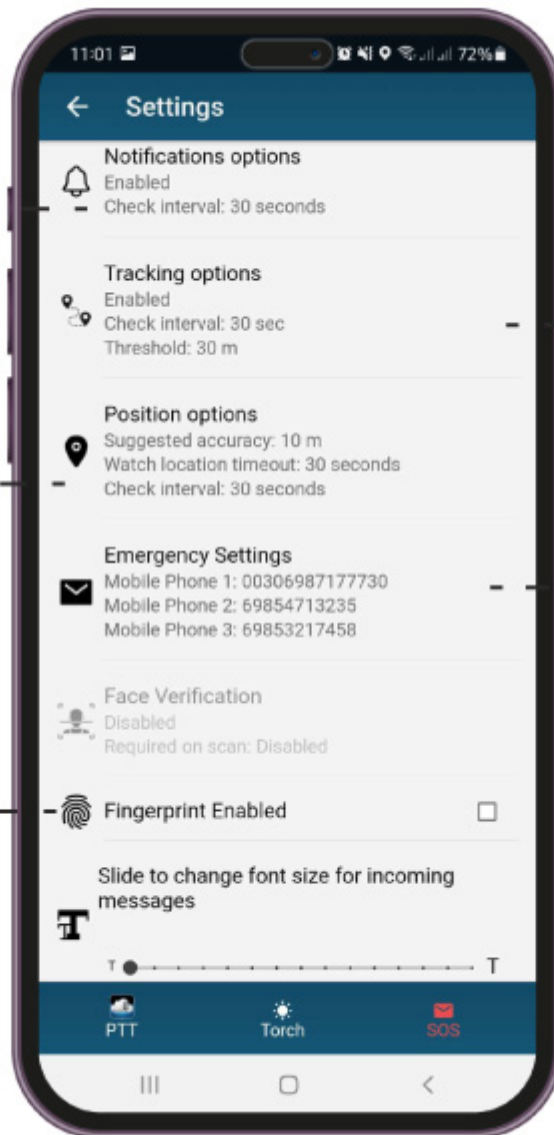 11:01 72%
Settings
Notifications options
Enabled
Check interval: 30 seconds
Tracking options
Enabled
Check interval: 30 sec
Threshold: 30 m
Position options
Suggested accuracy: 10 m
Watch location timeout: 30 seconds
Check interval: 30 seconds
Emergency Settings
Mobile Phone 1: 00306987177730
Mobile Phone 2: 69854713235
Mobile Phone 3: 69853217458
Face Verification
Disabled
Required on scan: Disabled
Fingerprint Enabled
Slide to change font size for incoming
messages
T T
PTT Torch SOS